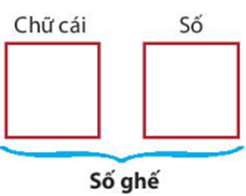 Chữ cái Số
Số ghế